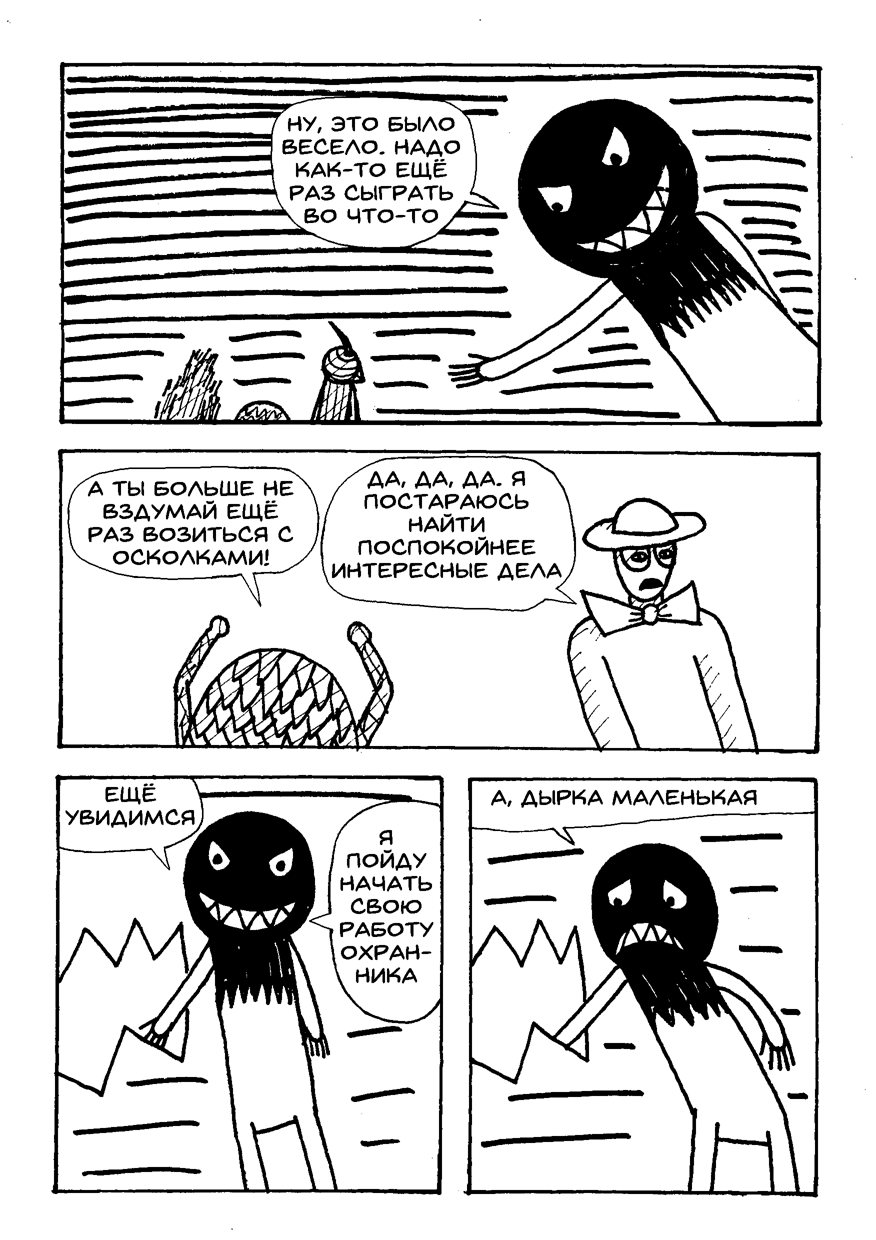 НУ, ЭТО БЫЛО
ВЕСЕЛО. НАДО
КАК-ТО ЕЩЁ
РАЗ СЫГРАТЬ
ВО ЧТО-ТО
А ТЫ БОЛЬШЕ НЕ
ВЗДУМАЙ ЕЩЁ
РАЗ ВОЗИТЬСЯ С
ОСКОЛКАМИ!
ДА, ДА, ДА. Я
ПОСТАРАЮСЬ
НАЙТИ
ПОСПОКОЙНЕЕ
ИНТЕРЕСНЫЕ ДЕЛА
ЕЩЁ
УВИДИМСЯ
Я
ПОЙДУ
НАЧАТЬ
СВОЮ
РАБОТУ
ОХРАН-
НИКА
А, ДЫРКА МАЛЕНЬКАЯ